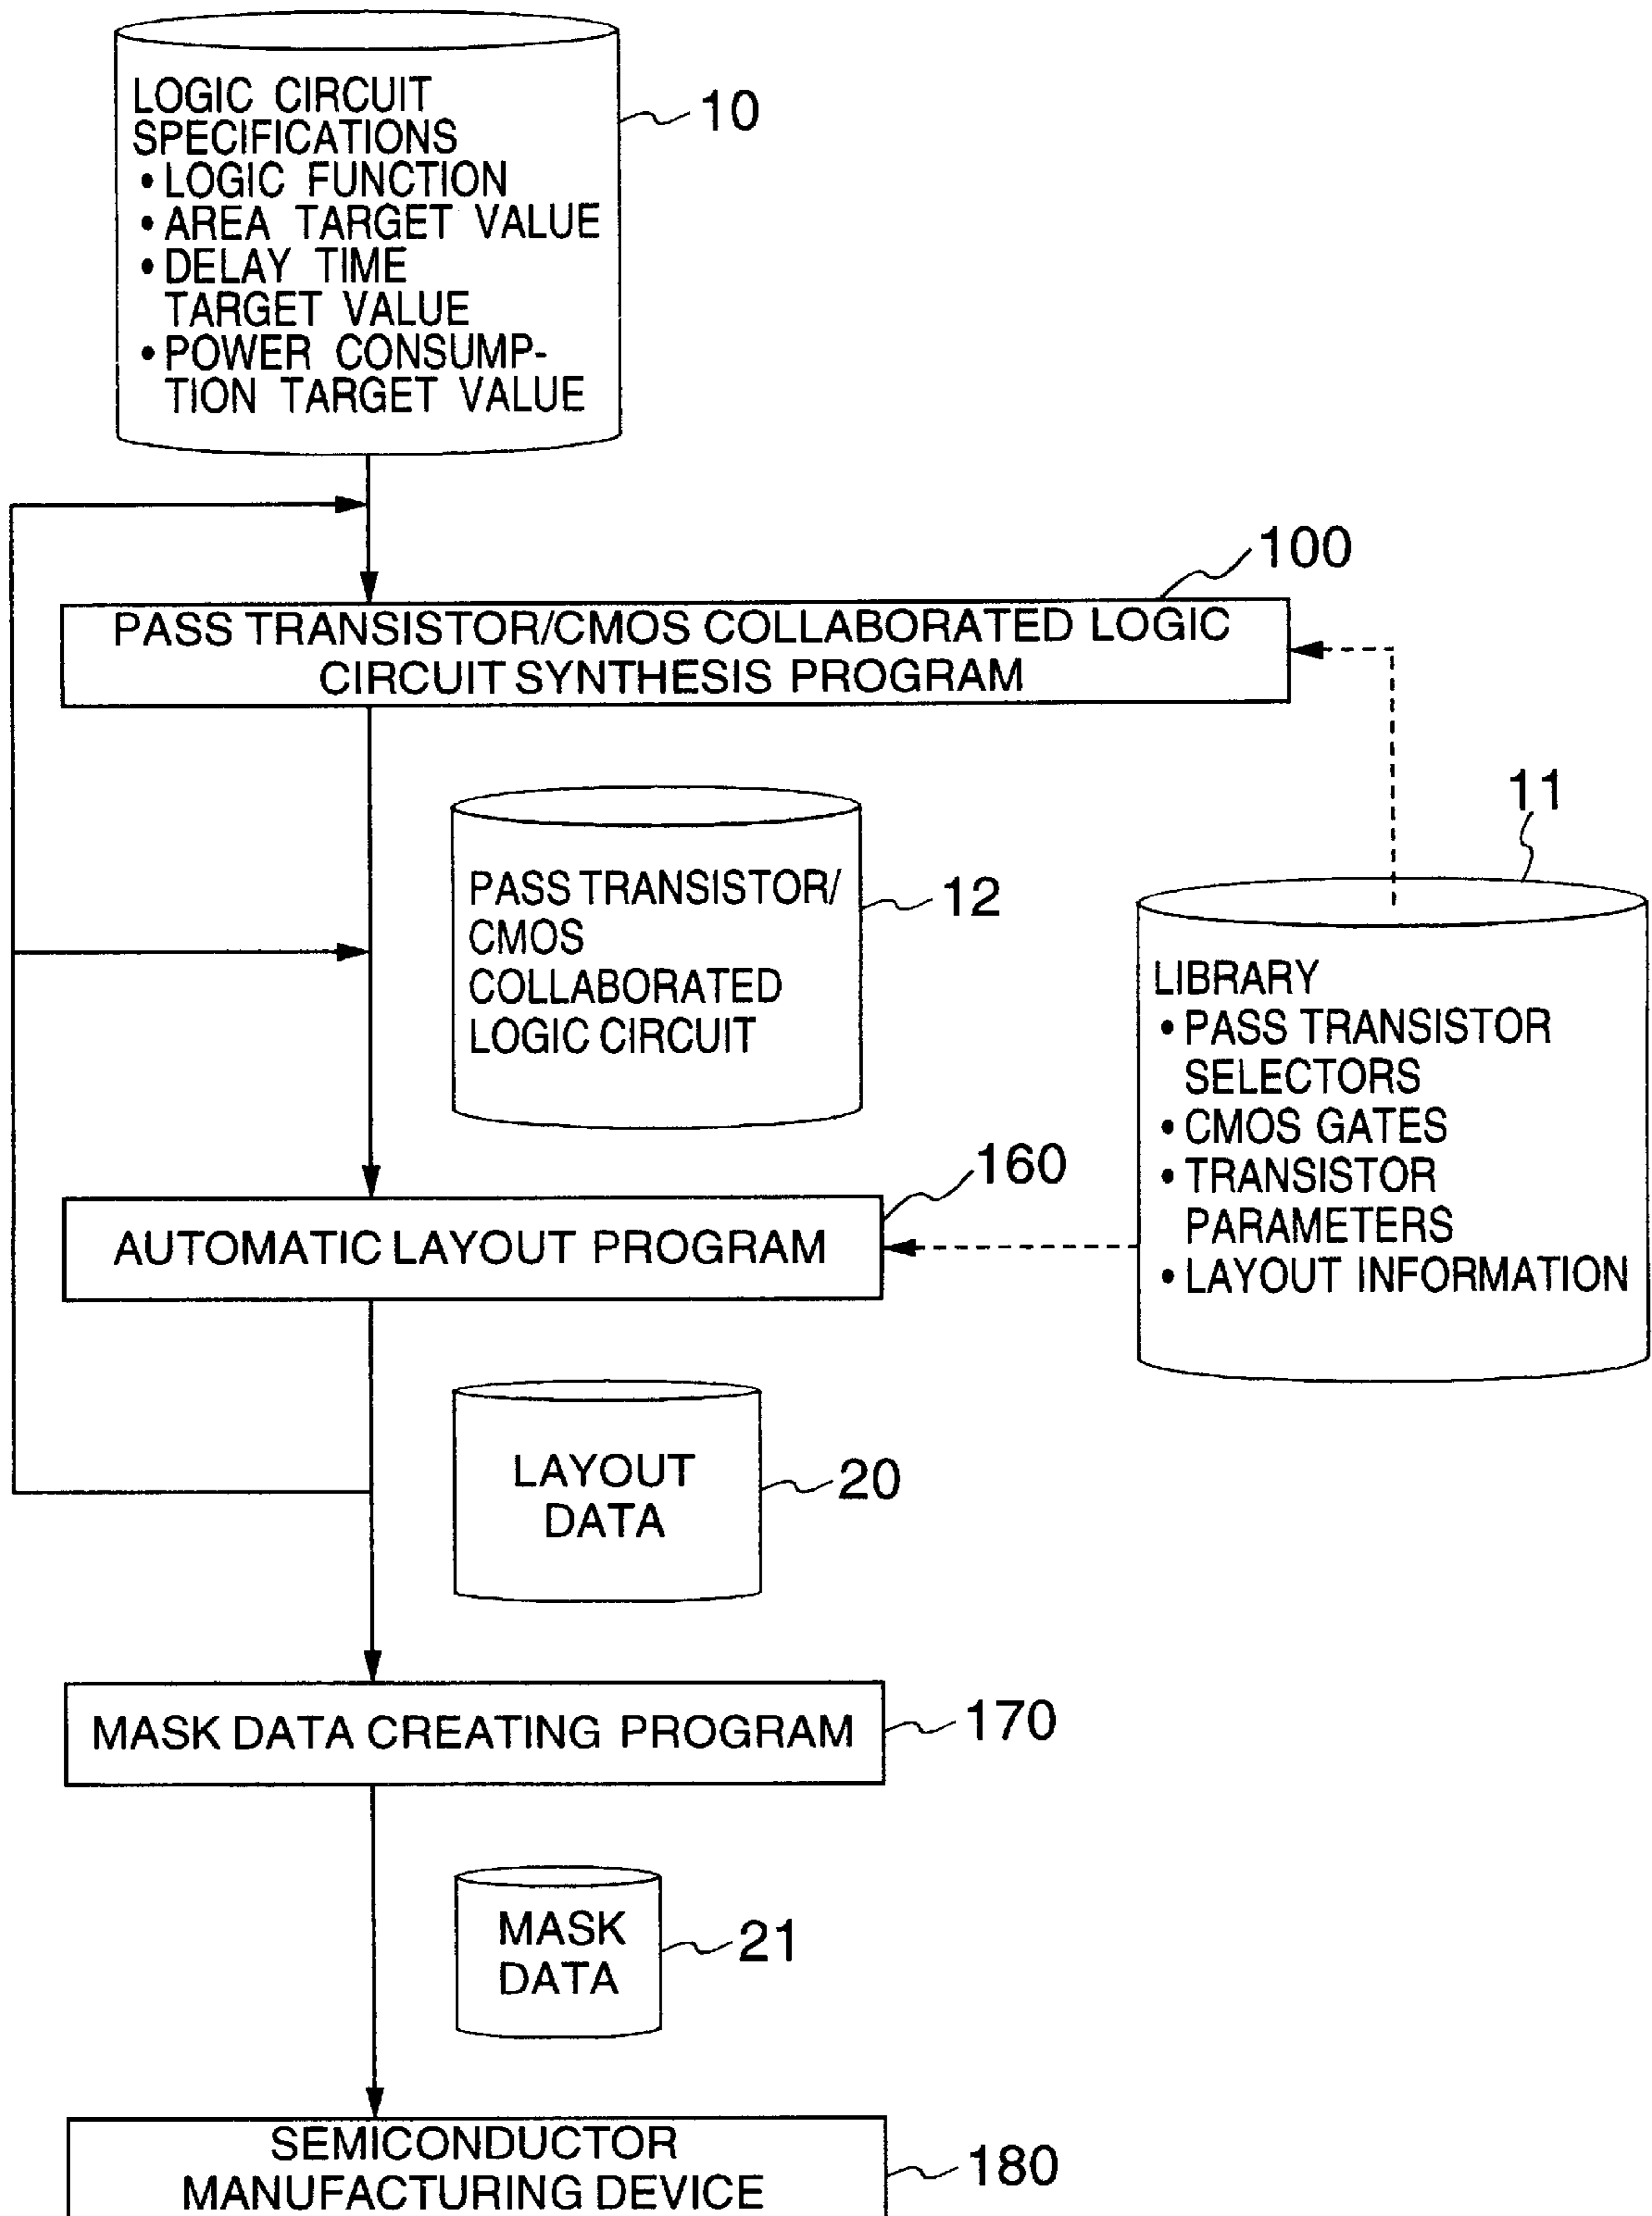 LOGIC CIRCUIT
SPECIFICATIONS
• LOGIC FUNCTION
• AREA TARGET VALUE
• DELAY TIME
TARGET VALUE
• POWER CONSUMP-
TION TARGET VALUE
10
100
PASS TRANSISTOR/CMOS COLLABORATED LOGIC
CIRCUIT SYNTHESIS PROGRAM
11
PASS TRANSISTOR/
CMOS
COLLABORATED
LOGIC CIRCUIT
12
LIBRARY
• PASS TRANSISTOR
SELECTORS
• CMOS GATES
• TRANSISTOR
PARAMETERS
• LAYOUT INFORMATION
160
AUTOMATIC LAYOUT PROGRAM
LAYOUT
DATA
20
MASK DATA CREATING PROGRAM
170
MASK
DATA
21
SEMICONDUCTOR
MANUFACTURING DEVICE
180